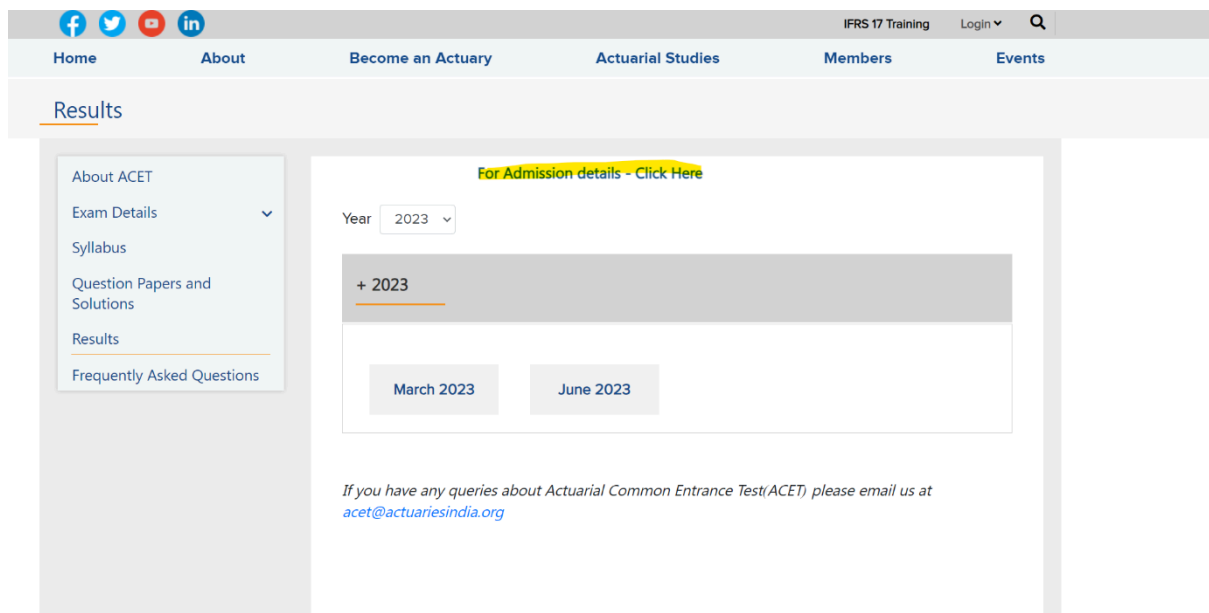 IFRS 17 Training Login
Home About Become an Actuary Actuarial Studies Members Events
Results
About ACET
Exam Details
Syllabus
Question Papers and
Solutions
Results
Frequently Asked Questions
For Admission details - Click Here
Year 2023
+ 2023
March 2023 June 2023
If you have any queries about Actuarial Common Entrance Test(ACET) please email us at
acet@actuariesindia.org